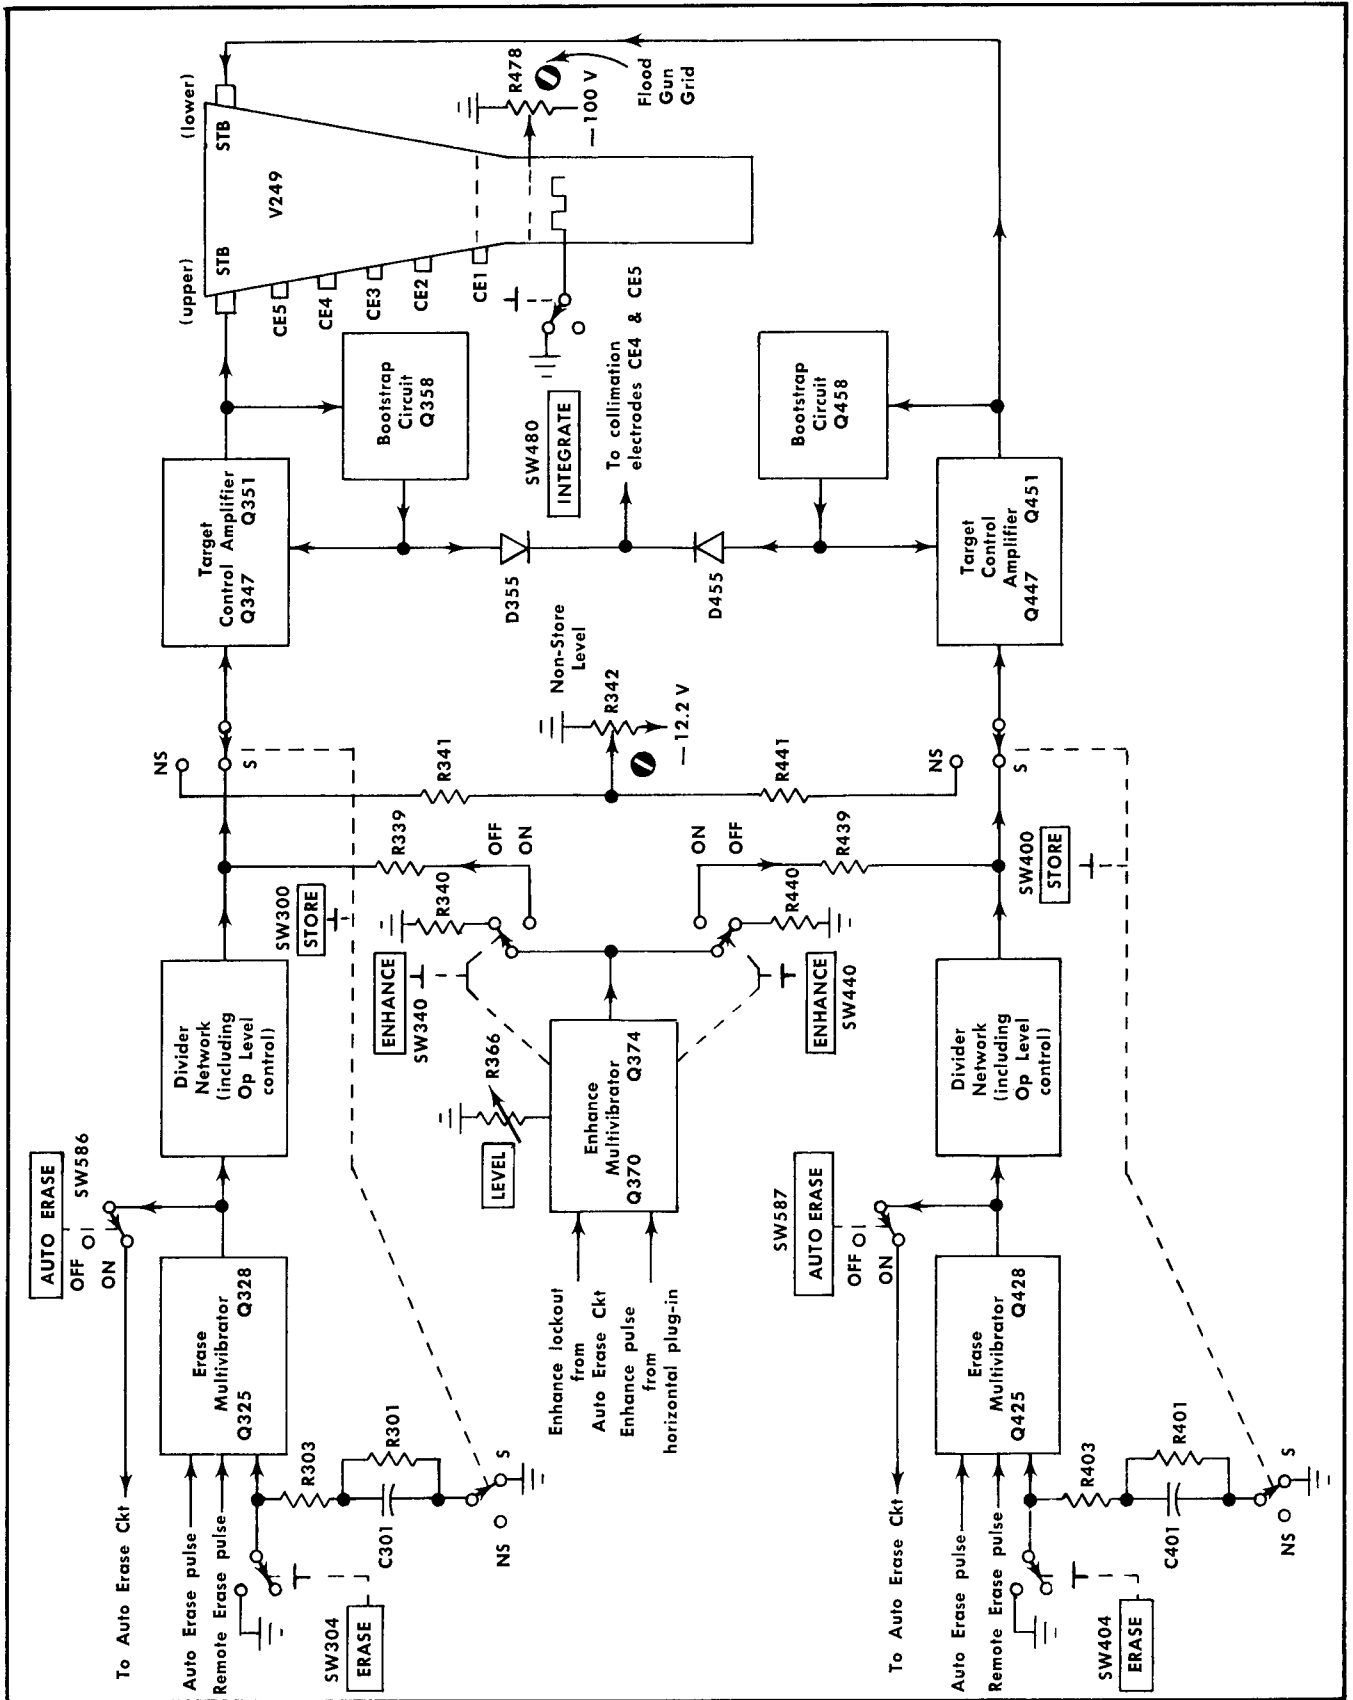 To Auto Erase Ckt
AUTO ERASE
SW586
OFF
ON
Auto Erase pulse
Remote Erase pulse
SW304
ERASE
R303
C301
R301
NS
S
Erase
Multivibrator
Q325
Q328
Divider
Network
(including
Op Level
control)
SW300
STORE
NS
S
Target
Control Amplifier
Q347
Q351
Bootstrap
Circuit
Q358
(upper)
(lower)
STB
STB
V249
CE5
CE4
CE3
CE2
CE1
R478
—100 V
Flood
Gun
Grid
SW480
INTEGRATE
To collimation
electrodes CE4 & CE5
D355
D455
Non-Store
Level
R342
—12.2 V
R341
R441
R339
OFF
ON
R340
ENHANCE
SW340
R366
LEVEL
Enhance
Multivibrator
Q370
Q374
Enhance lockout
from
Auto Erase Ckt
Enhance pulse
from
horizontal plug-in
ON
OFF
R439
R440
ENHANCE
SW440
To Auto Erase Ckt
SW587
AUTO ERASE
OFF
ON
Auto Erase pulse
Remote Erase pulse
SW404
ERASE
R403
C401
R401
NS
S
Erase
Multivibrator
Q425
Q428
Divider
Network
(including
Op Level
control)
SW400
STORE
NS
S
Target
Control
Amplifier
Q447
Q451
Bootstrap
Circuit
Q458